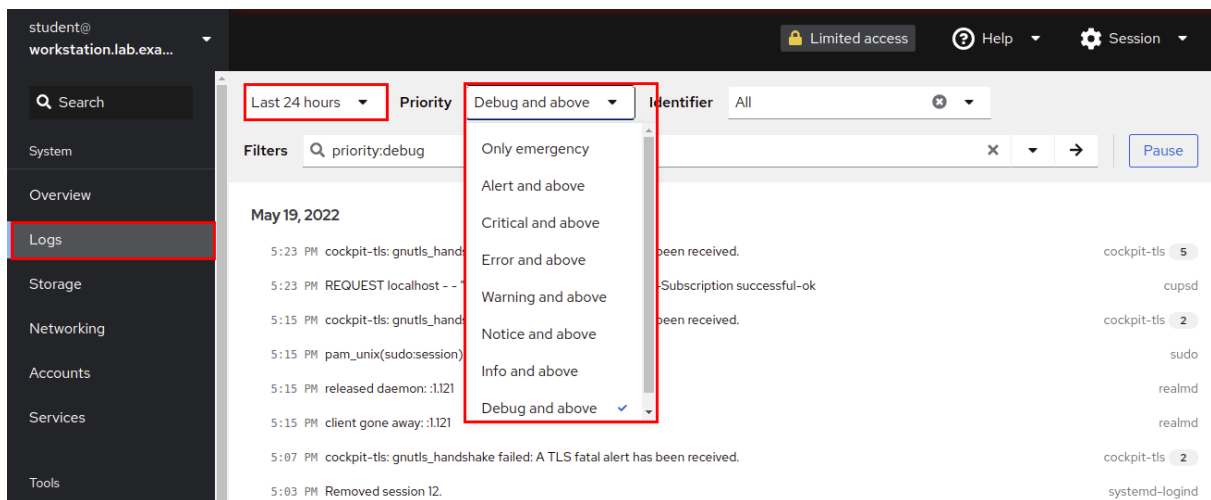 student@
workstation.lab.exa...
Limited access
Help
Session
Search
System
Overview
Logs
Storage
Networking
Accounts
Services
Tools
Last 24 hours
Priority
Debug and above
Identifier
All
Filters
priority:debug
Pause
Only emergency
Alert and above
Critical and above
Error and above
Warning and above
Notice and above
Info and above
Debug and above
May 19, 2022
5:23 PM cockpit-tls: gnutls_hands been received. cockpit-tls 5
5:23 PM REQUEST localhost - - " -Subscription successful-ok cupsd
5:15 PM cockpit-tls: gnutls_hands been received. cockpit-tls 2
5:15 PM pam_unix(sudo:session) sudo
5:15 PM released daemon: :1.121 realmd
5:15 PM client gone away: :1.121 realmd
5:07 PM cockpit-tls: gnutls_handshake failed: A TLS fatal alert has been received. cockpit-tls 2
5:03 PM Removed session 12. systemd-logind